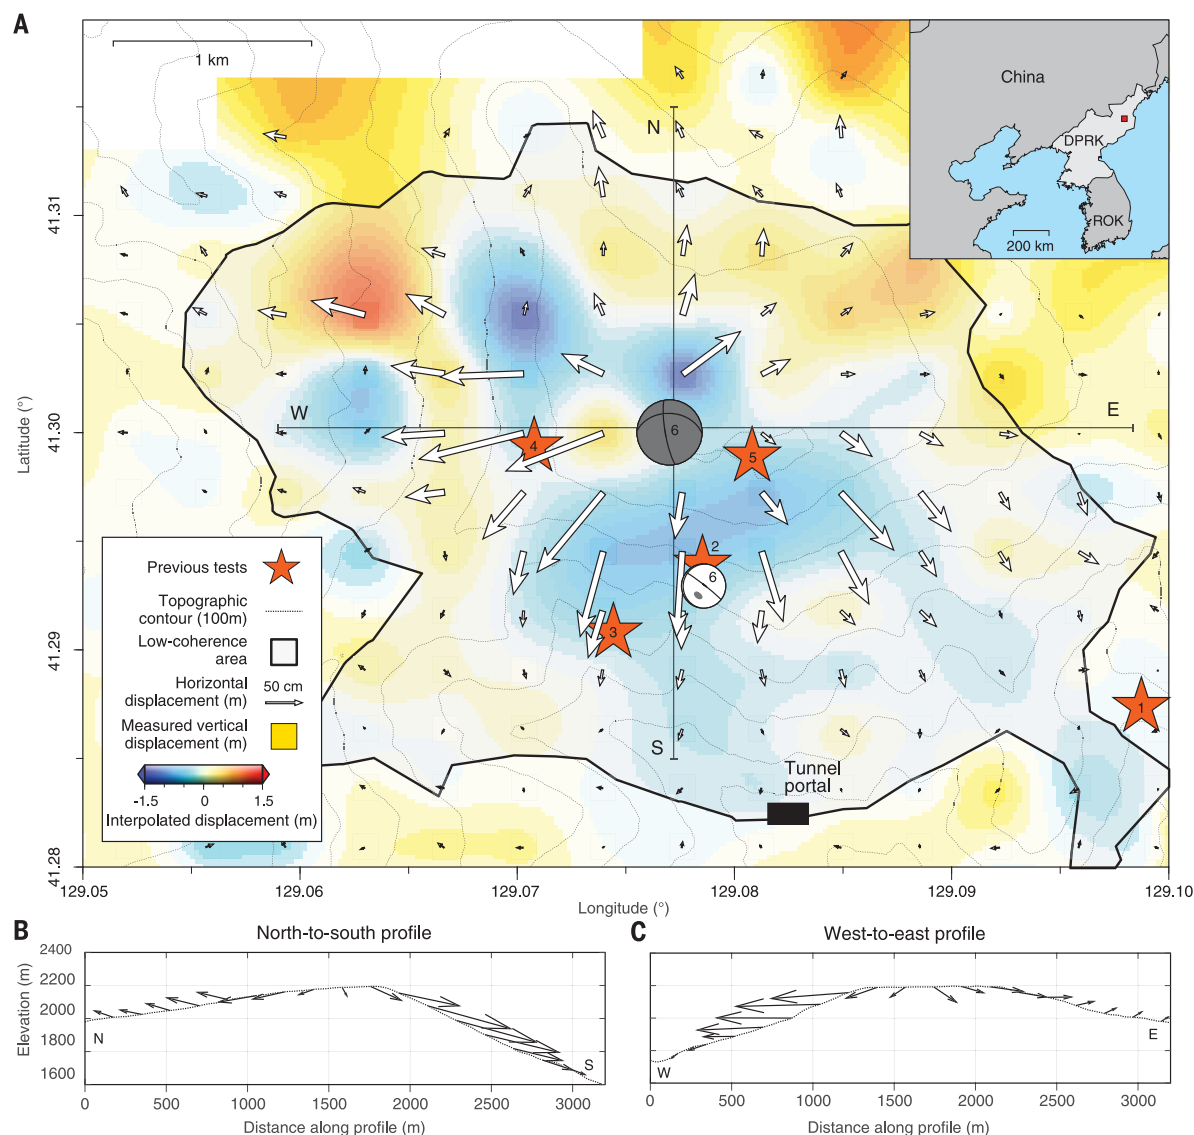 A
1 km
N
China
DPRK
ROK
200 km
41.31
41.30
41.29
41.28
Latitude (°)
W
E
6
4
5
2
6
3
1
S
Tunnel
portal
Previous tests
Topographic
contour (100m)
Low-coherence
area
Horizontal
displacement (m)
50 cm
Measured vertical
displacement (m)
-1.5
0
1.5
Interpolated displacement (m)
129.05
129.06
129.07
129.08
129.09
129.10
Longitude (°)
B
North-to-south profile
2400
2200
2000
1800
1600
Elevation (m)
N
S
0
500
1000
1500
2000
2500
3000
Distance along profile (m)
C
West-to-east profile
W
E
0
500
1000
1500
2000
2500
3000
Distance along profile (m)